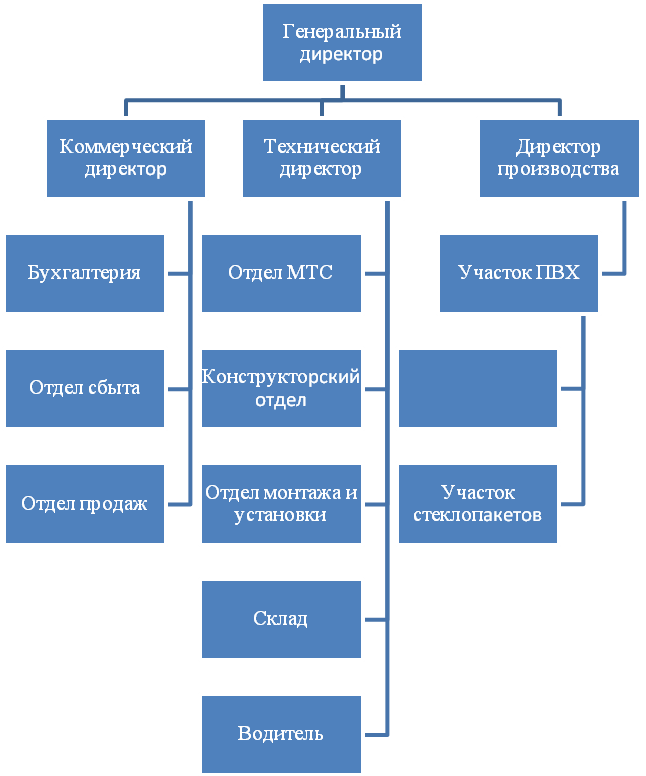 Генеральный
директор
Коммерческий
директор
Технический
директор
Директор
производства
Бухгалтерия
Отдел МТС
Участок ПВХ
Отдел сбыта
Конструкторский
отдел
Отдел продаж
Отдел монтажа и
установки
Участок
стеклопакетов
Склад
Водитель